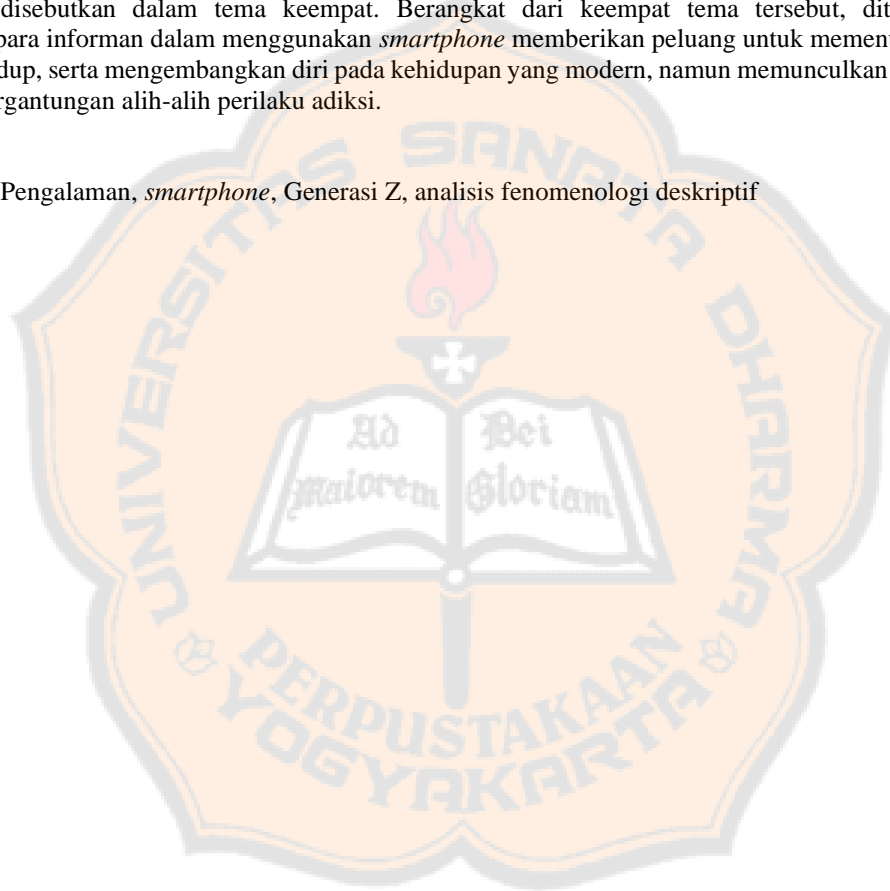 disebutkan dalam tema keempat. Berangkat dari keempat tema tersebut, dit
para informan dalam menggunakan smartphone memberikan peluang untuk memenu
dup, serta mengembangkan diri pada kehidupan yang modern, namun memunculkan
rgantungan alih-alih perilaku adiksi.
Pengalaman, smartphone, Generasi Z, analisis fenomenologi deskriptif
UNIVERSITAS SANATA DHARMA
Ad
Maiorem
Dei
Gloriam
PERPUSTAKAAN
YOGYAKARTA